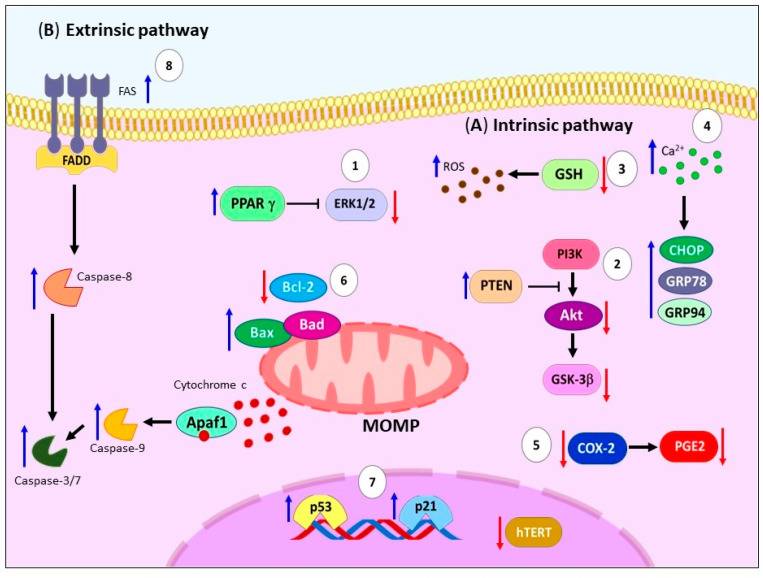 (B) Extrinsic pathway
8
FAS
FADD
(A) Intrinsic pathway
4
Ca2+
1
ROS
GSH
3
PPAR γ
ERK1/2
CHOP
GRP78
GRP94
PI3K
2
PTEN
Akt
GSK-3β
Caspase-8
Bcl-2
6
Bax
Bad
Cytochrome c
Apaf1
MOMP
Caspase-9
Caspase-3/7
5
COX-2
PGE2
7
p53
p21
hTERT